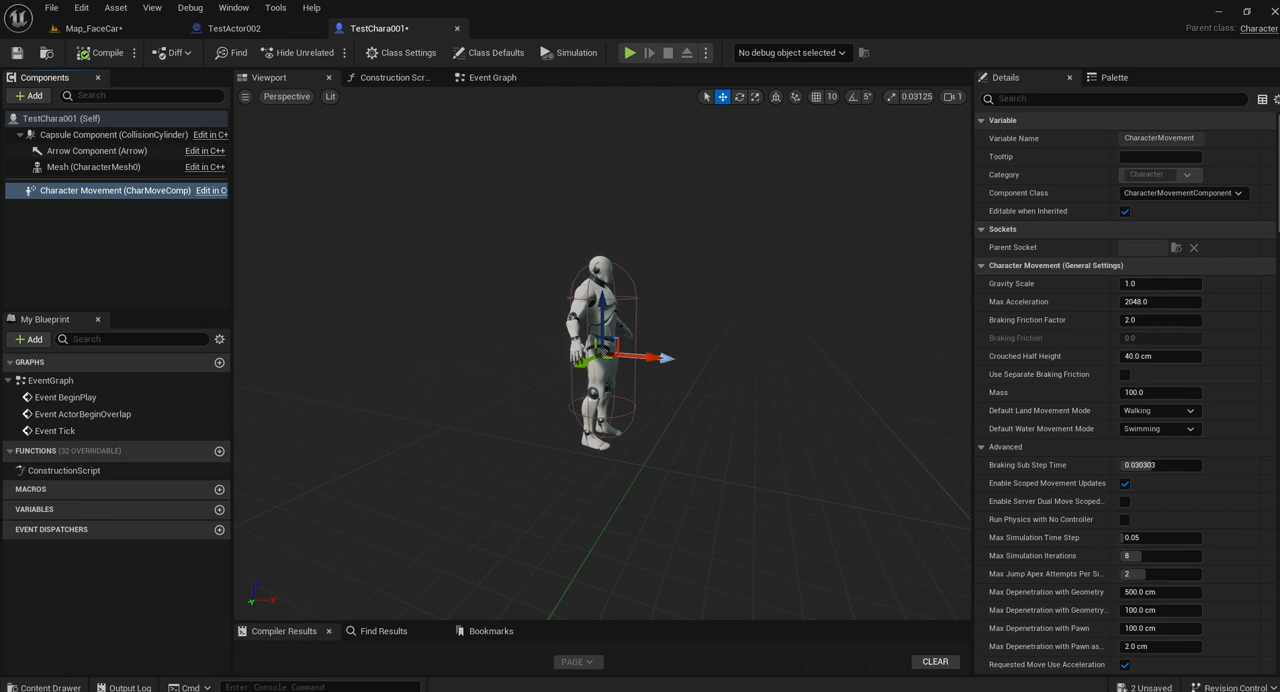 File Edit Asset View Debug Window Tools Help
Map_FaceCar* TestActor002 TestChara001* Parent class: Character
Compile Diff Find Hide Unrelated Class Settings Class Defaults Simulation No debug object selected
Components
Add Search
TestChara001 (Self)
Capsule Component (CollisionCylinder) Edit in C+
Arrow Component (Arrow) Edit in C++
Mesh (CharacterMesh0) Edit in C++
Character Movement (CharMoveComp) Edit in C
My Blueprint
Add Search
GRAPHS
EventGraph
Event BeginPlay
Event ActorBeginOverlap
Event Tick
FUNCTIONS (32 OVERRIDABLE)
ConstructionScript
MACROS
VARIABLES
EVENT DISPATCHERS
Viewport Construction Scr... Event Graph
Perspective Lit 10 5° 0.03125 1
Z
X
Y
Compiler Results Find Results Bookmarks
PAGE CLEAR
Details Palette
Search
Variable
Variable Name CharacterMovement
Tooltip
Category Character
Component Class CharacterMovementComponent
Editable when Inherited
Sockets
Parent Socket
Character Movement (General Settings)
Gravity Scale 1.0
Max Acceleration 2048.0
Braking Friction Factor 2.0
Braking Friction 0.0
Crouched Half Height 40.0 cm
Use Separate Braking Friction
Mass 100.0
Default Land Movement Mode Walking
Default Water Movement Mode Swimming
Advanced
Braking Sub Step Time 0.030303
Enable Scoped Movement Updates
Enable Server Dual Move Scoped...
Run Physics with No Controller
Max Simulation Time Step 0.05
Max Simulation Iterations 8
Max Jump Apex Attempts Per Si... 2
Max Depenetration with Geometry 500.0 cm
Max Depenetration with Geometry... 100.0 cm
Max Depenetration with Pawn 100.0 cm
Max Depenetration with Pawn as... 2.0 cm
Requested Move Use Acceleration
Content Drawer Output Log Cmd Enter Console Command 2 Unsaved Revision Control